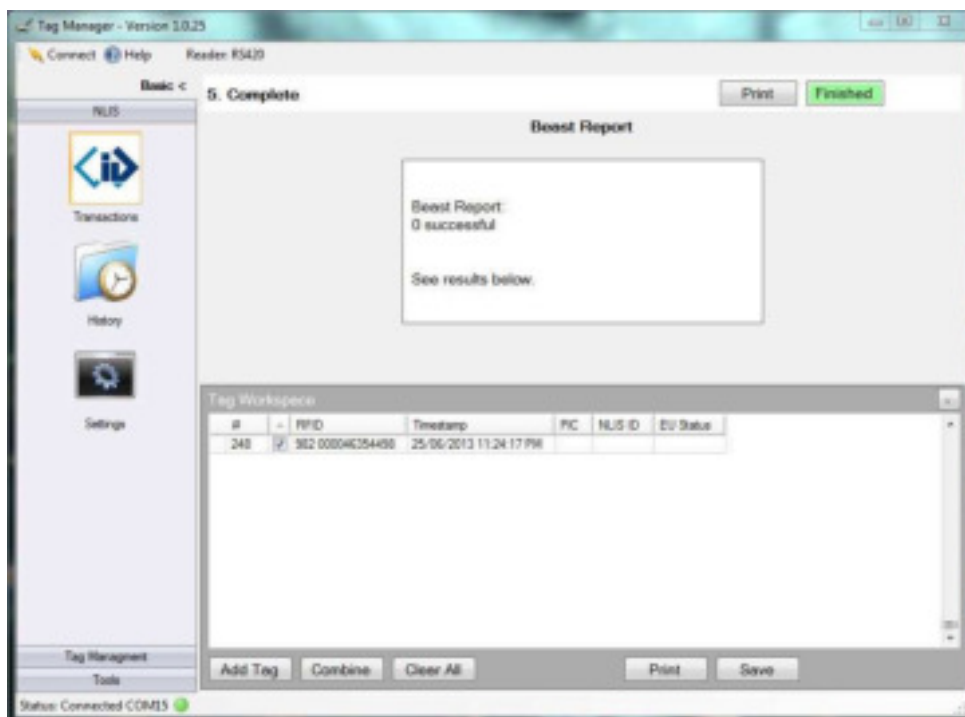 Tag Manager - Version 1.0.25
Connect Help Reader: RS420
Basic <
NLIS
Transactions
History
Settings
Tag Managment
Tools
Status: Connected COM15
5. Complete
Print Finished
Beast Report
Beast Report:
0 successful
See results below.
Tag Workspace
# RFID Timestamp PIC NLIS ID EU Status
248 982 000046354498 25/06/2013 11:24:17 PM
Add Tag Combine Clear All Print Save